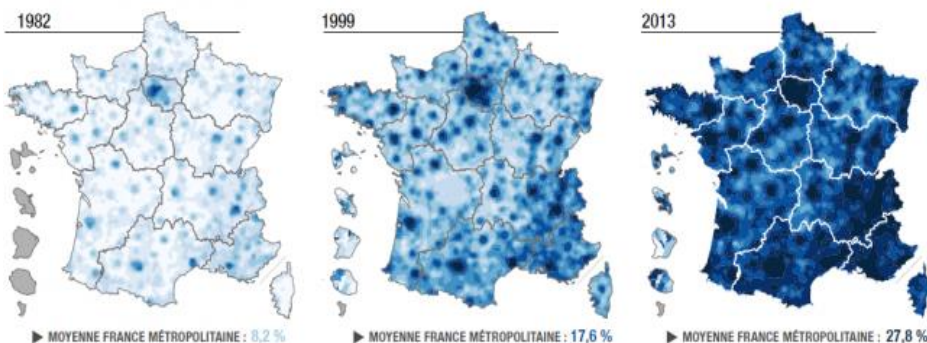 1982
1999
2013
▶ MOYENNE FRANCE MÉTROPOLITAINE : 8,2 %
▶ MOYENNE FRANCE MÉTROPOLITAINE : 17,6 %
▶ MOYENNE FRANCE MÉTROPOLITAINE : 27,8 %